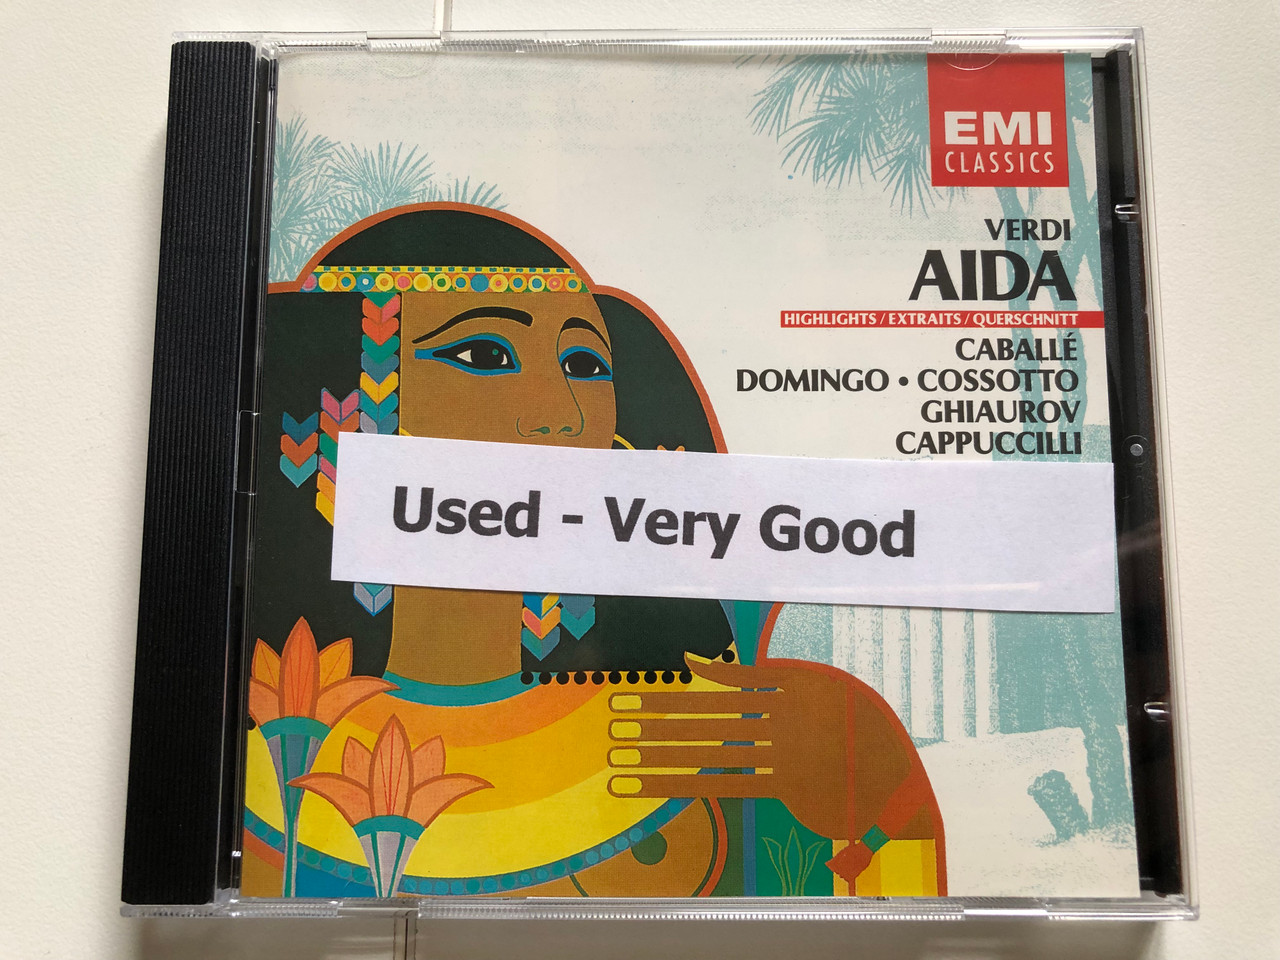 EMI
CLASSICS
VERDI
AIDA
HIGHLIGHTS/EXTRAITS/QUERSCHNITT
CABALLÉ
DOMINGO • COSSOTTO
GHIAUROV
CAPPUCCILLI
Used - Very Good